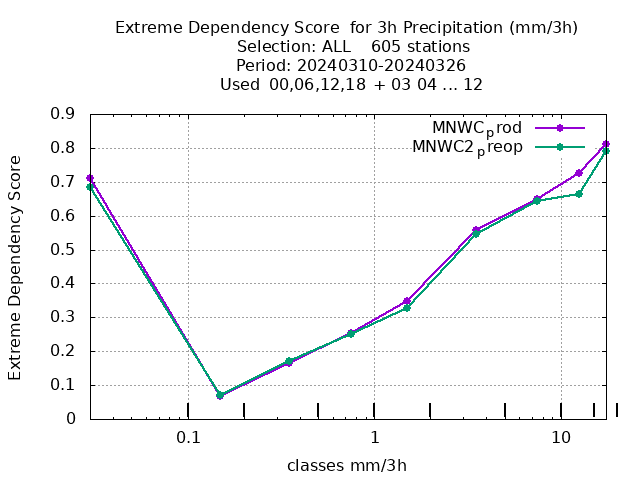 Extreme Dependency Score  for 3h Precipitation (mm/3h)
Selection: ALL    605 stations
Period: 20240310-20240326
Used  00,06,12,18  + 03 04 ... 12
MNWCprod
MNWC2preop
Extreme Dependency Score
0.9
0.8
0.7
0.6
0.5
0.4
0.3
0.2
0.1
0
0.1
1
10
classes mm/3h